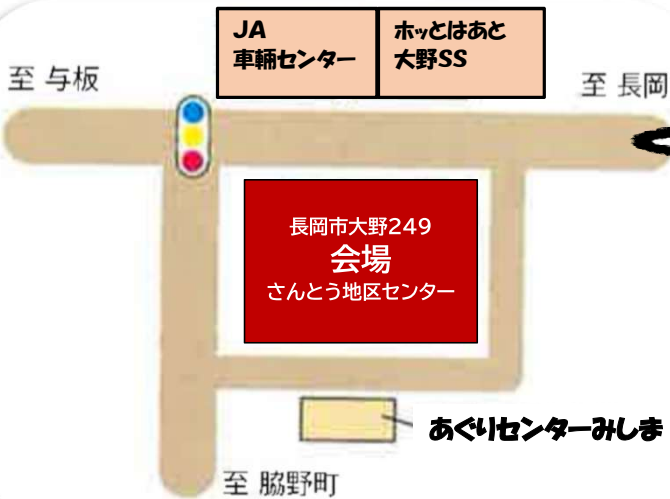 JA
車輛センター
ホッとはあと
大野SS
至 与板
至 長岡
長岡市大野249
会場
さんとう地区センター
あぐりセンターみしま
至 脇野町